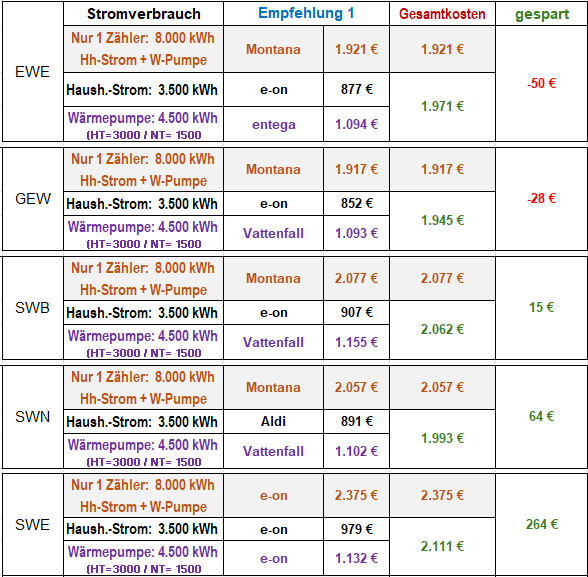 Stromverbrauch Empfehlung 1 Gesamtkosten gespart
EWE
Nur 1 Zähler: 8.000 kWh
Hh-Strom + W-Pumpe
Montana 1.921 € 1.921 €
Haush.-Strom: 3.500 kWh e-on 877 €
Wärmepumpe: 4.500 kWh
(HT=3000 / NT= 1500
entega 1.094 €
1.971 €
-50 €
GEW
Nur 1 Zähler: 8.000 kWh
Hh-Strom + W-Pumpe
Montana 1.917 € 1.917 €
Haush.-Strom: 3.500 kWh e-on 852 €
Wärmepumpe: 4.500 kWh
(HT=3000 / NT= 1500
Vattenfall 1.093 €
1.945 €
-28 €
SWB
Nur 1 Zähler: 8.000 kWh
Hh-Strom + W-Pumpe
Montana 2.077 € 2.077 €
Haush.-Strom: 3.500 kWh e-on 907 €
Wärmepumpe: 4.500 kWh
(HT=3000 / NT= 1500
Vattenfall 1.155 €
2.062 €
15 €
SWN
Nur 1 Zähler: 8.000 kWh
Hh-Strom + W-Pumpe
Montana 2.057 € 2.057 €
Haush.-Strom: 3.500 kWh Aldi 891 €
Wärmepumpe: 4.500 kWh
(HT=3000 / NT= 1500
Vattenfall 1.102 €
1.993 €
64 €
SWE
Nur 1 Zähler: 8.000 kWh
Hh-Strom + W-Pumpe
e-on 2.375 € 2.375 €
Haush.-Strom: 3.500 kWh e-on 979 €
Wärmepumpe: 4.500 kWh
(HT=3000 / NT= 1500
e-on 1.132 €
2.111 €
264 €